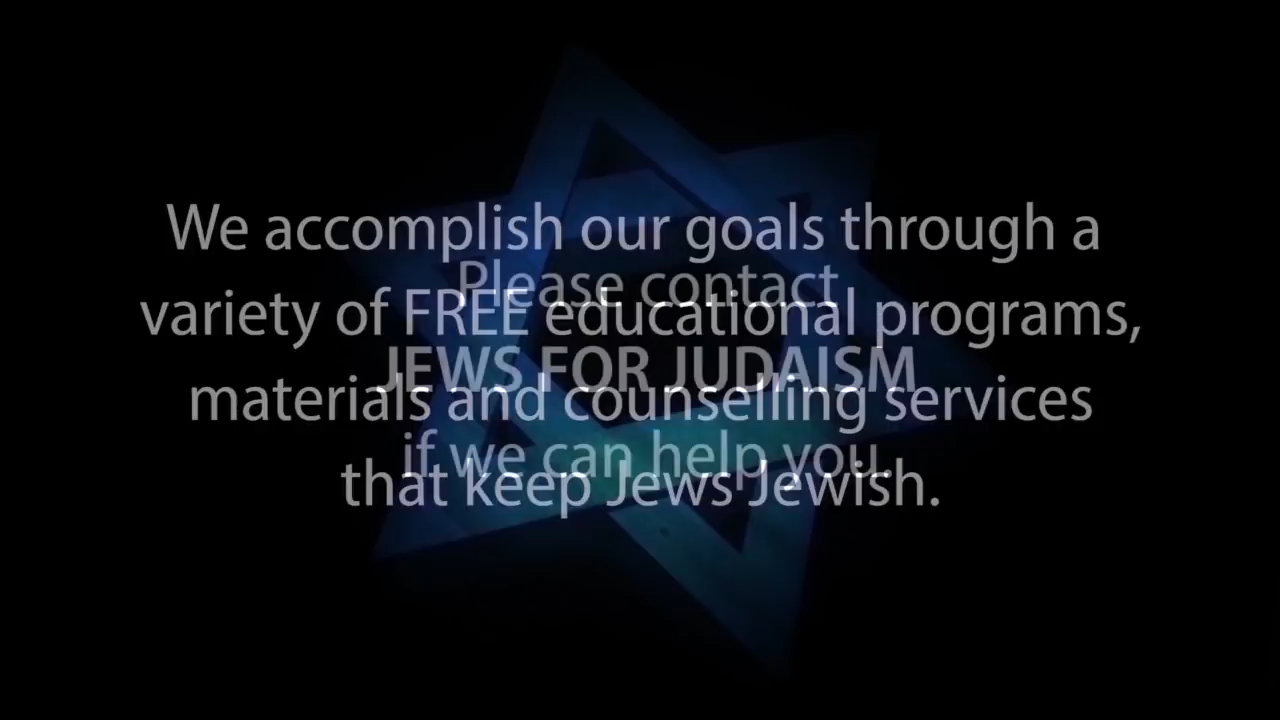 We accomplish our goals through a
Please contact
variety of FREE educational programs,
JEWS FOR JUDAISM
materials and counselling services
if we can help you.
that keep Jews Jewish.